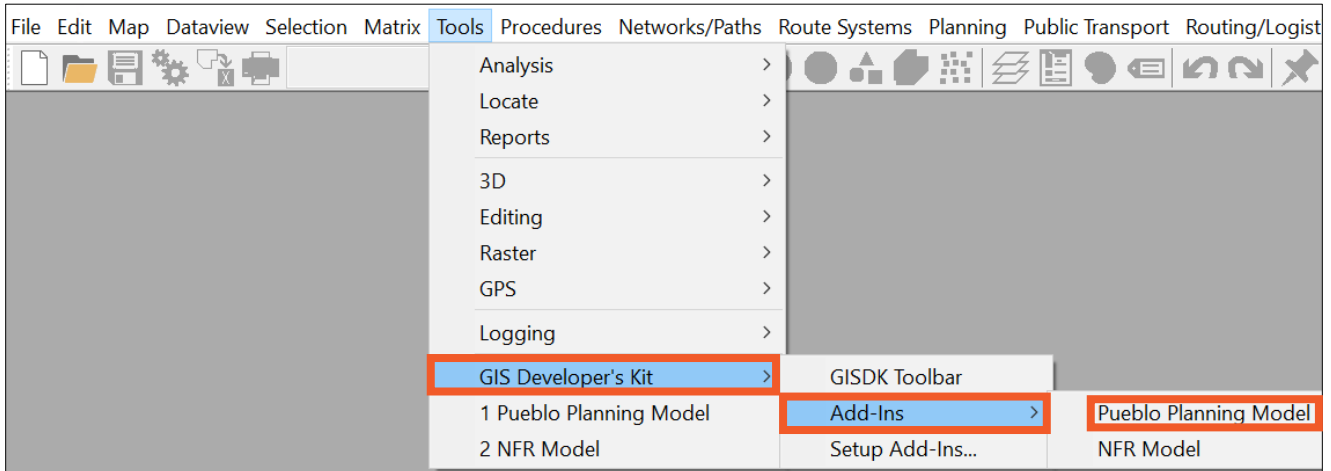 File Edit Map Dataview Selection Matrix Tools Procedures Networks/Paths Route Systems Planning Public Transport Routing/Logist
Analysis
Locate
Reports
3D
Editing
Raster
GPS
Logging
GIS Developer's Kit
1 Pueblo Planning Model
2 NFR Model
GISDK Toolbar
Add-Ins
Setup Add-Ins...
Pueblo Planning Model
NFR Model